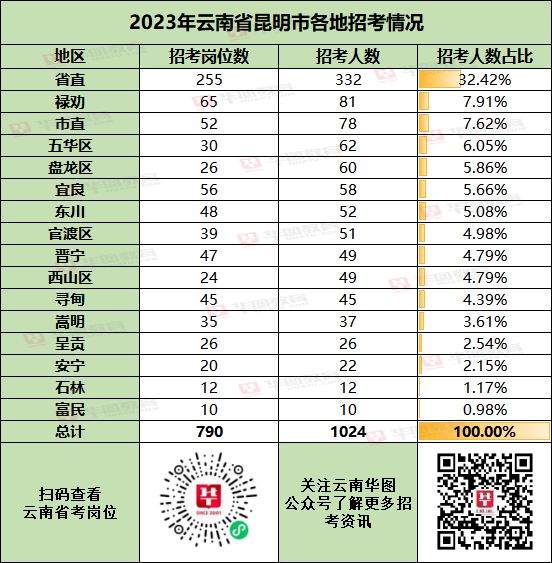 2023年云南省昆明市各地招考情况
地区 招考岗位数 招考人数 招考人数占比
省直 255 332 32.42%
禄劝 65 81 7.91%
市直 52 78 7.62%
五华区 30 62 6.05%
盘龙区 26 60 5.86%
宜良 56 58 5.66%
东川 48 52 5.08%
官渡区 39 51 4.98%
晋宁 47 49 4.79%
西山区 24 49 4.79%
寻甸 45 45 4.39%
嵩明 35 37 3.61%
呈贡 26 26 2.54%
安宁 20 22 2.15%
石林 12 12 1.17%
富民 10 10 0.98%
总计 790 1024 100.00%
扫码查看
云南省考岗位
SINCE 2001
关注云南华图
公众号了解更多招
考资讯
华图教育